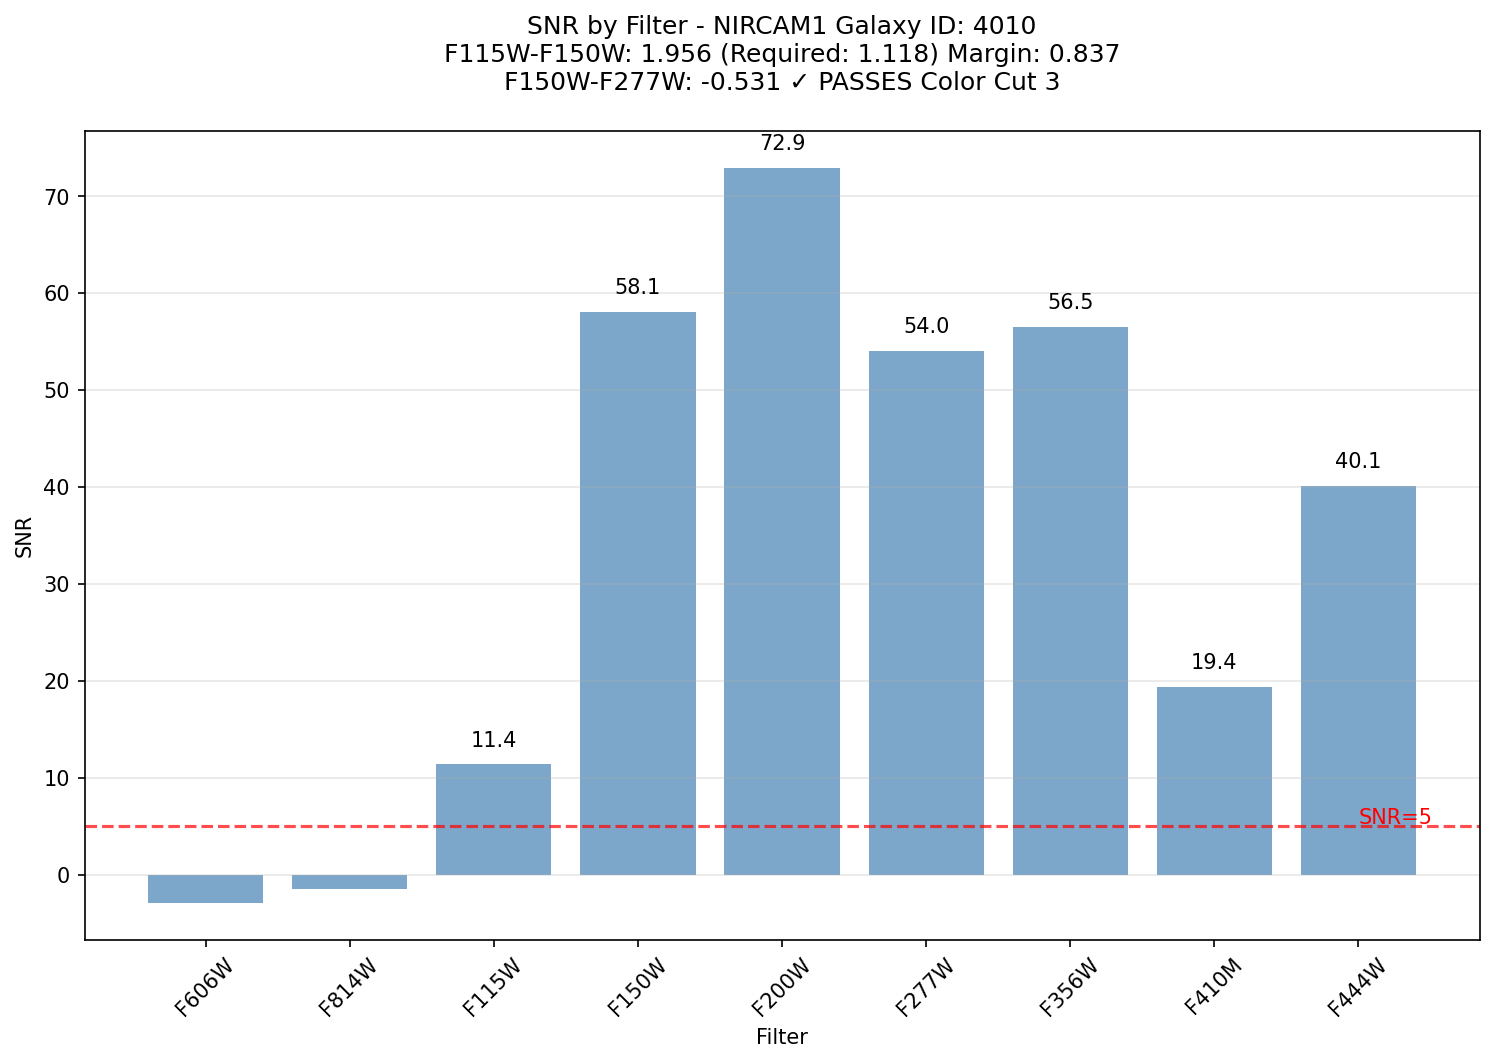 SNR by Filter - NIRCAM1 Galaxy ID: 4010
F115W-F150W: 1.956 (Required: 1.118) Margin: 0.837
F150W-F277W: -0.531 ✓ PASSES Color Cut 3
72.9
70
58.1
60
56.5
54.0
50
40.1
40
SNR
30
19.4
20
11.4
10
SNR=5
0
F606W
F814W
F115W
F150W
F200W
F277W
F356W
F410M
F444W
Filter